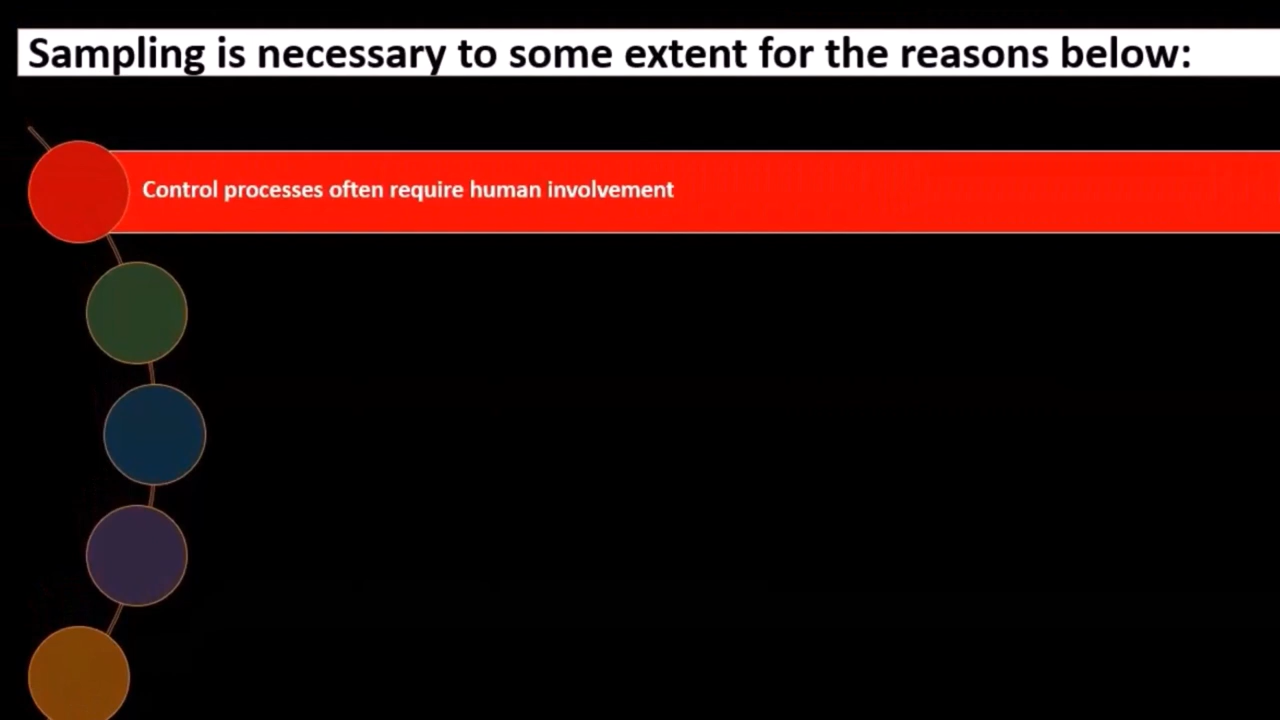 Sampling is necessary to some extent for the reasons below:
Control processes often require human involvement